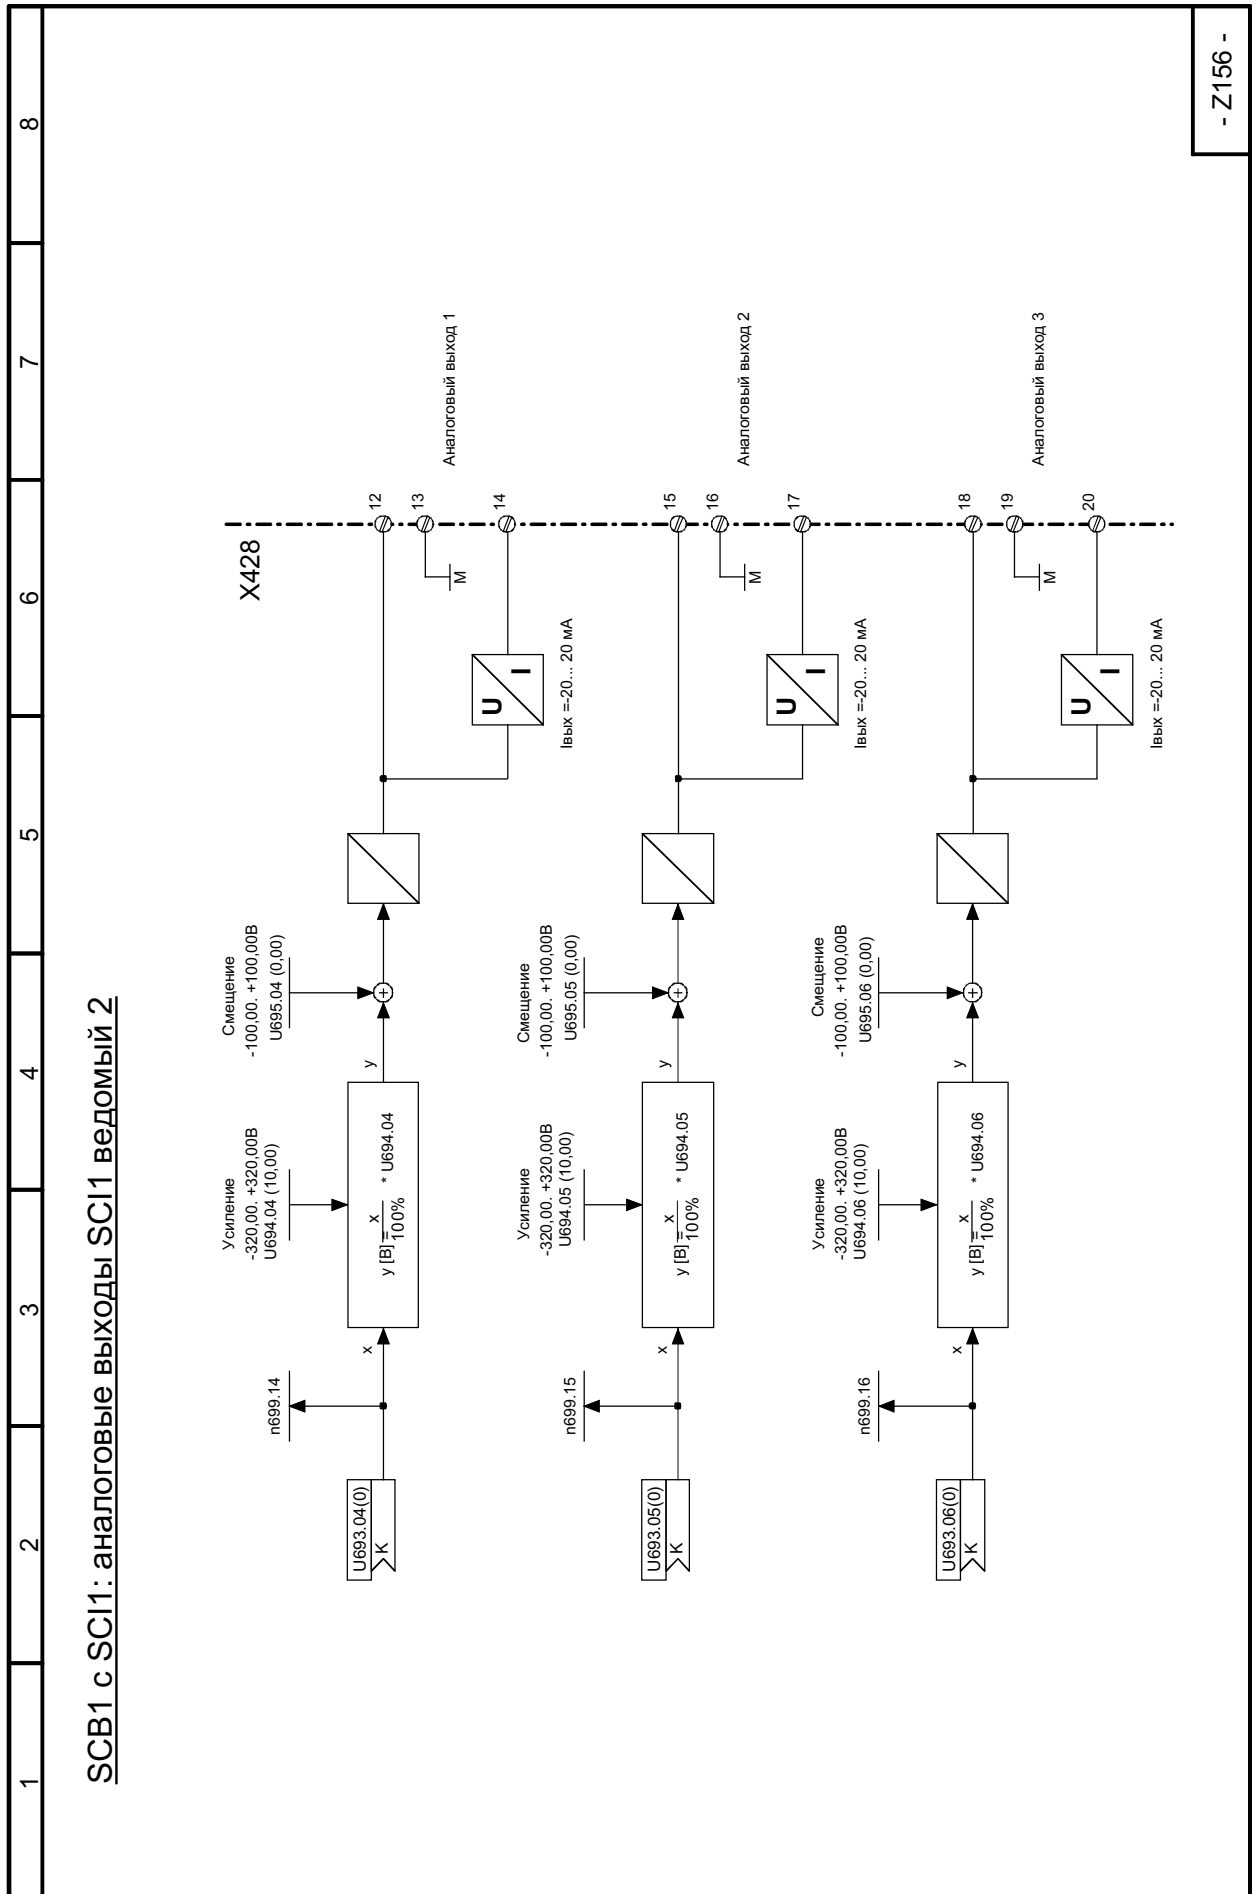 1 2 3 4 5 6 7 8
SCB1 с SCI1: аналоговые выходы SCI1 ведомый 2
X428
n699.14
Усиление
-320,00. +320,00В
U694.04 (10,00)
Смещение
-100,00. +100,00В
U695.04 (0,00)
U693.04(0)
K
x
y [В]= x
100%
* U694.04
y
+
U
I
Iвых =-20... 20 мА
M
12
13
14
Аналоговый выход 1
n699.15
Усиление
-320,00. +320,00В
U694.05 (10,00)
Смещение
-100,00. +100,00В
U695.05 (0,00)
U693.05(0)
K
x
y [В]= x
100%
* U694.05
y
+
U
I
Iвых =-20... 20 мА
M
15
16
17
Аналоговый выход 2
n699.16
Усиление
-320,00. +320,00В
U694.06 (10,00)
Смещение
-100,00. +100,00В
U695.06 (0,00)
U693.06(0)
K
x
y [В]= x
100%
* U694.06
y
+
U
I
Iвых =-20... 20 мА
M
18
19
20
Аналоговый выход 3
- Z156 -